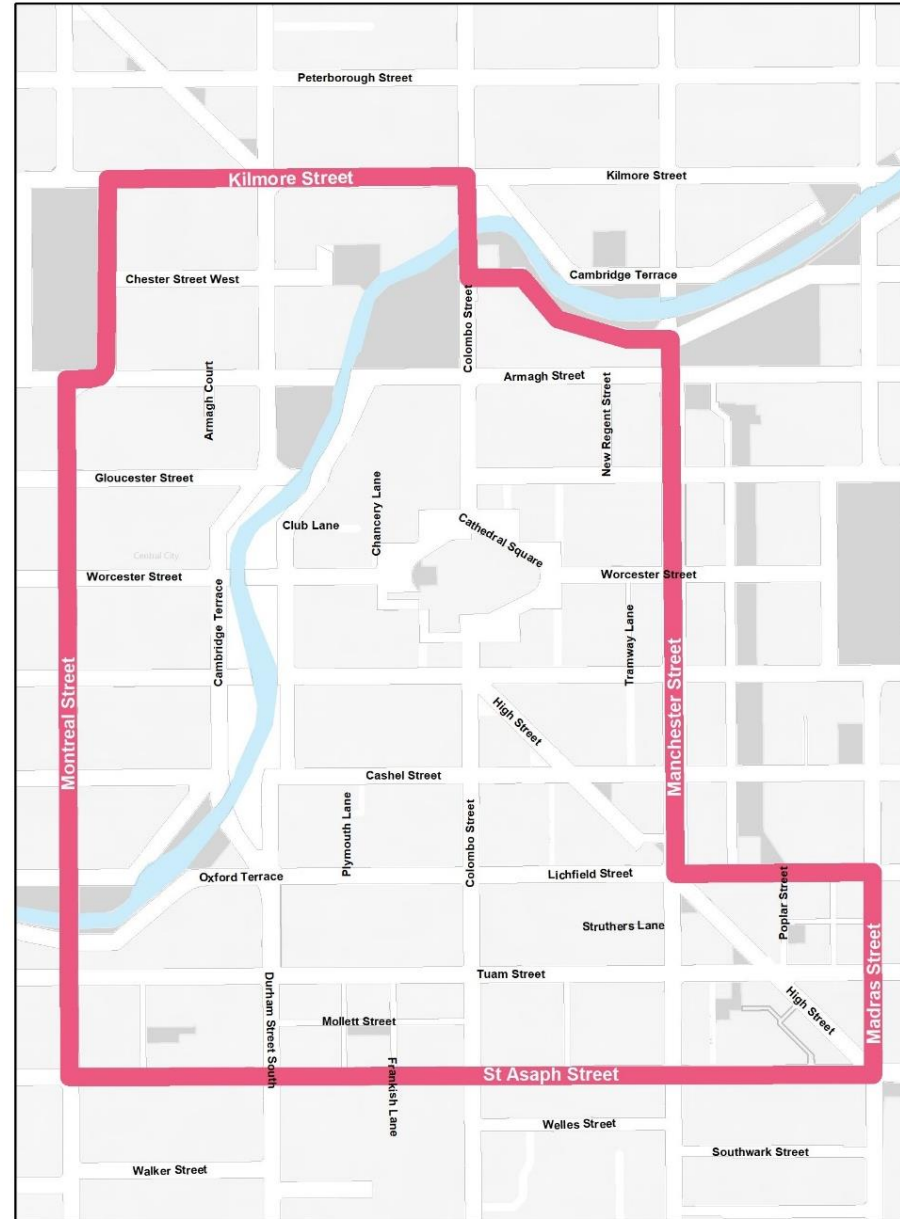 Peterborough Street
Kilmore Street
Kilmore Street
Chester Street West
Cambridge Terrace
Colombo Street
Armagh Street
Armagh Court
New Regent Street
Gloucester Street
Chancery Lane
Club Lane
Cathedral Square
Central City
Worcester Street
Worcester Street
Cambridge Terrace
Tramway Lane
Montreal Street
High Street
Manchester Street
Cashel Street
Plymouth Lane
Colombo Street
Oxford Terrace
Lichfield Street
Poplar Street
Struthers Lane
Madras Street
Tuam Street
Durham Street South
High Street
Mollett Street
Frankish Lane
St Asaph Street
Welles Street
Southwark Street
Walker Street